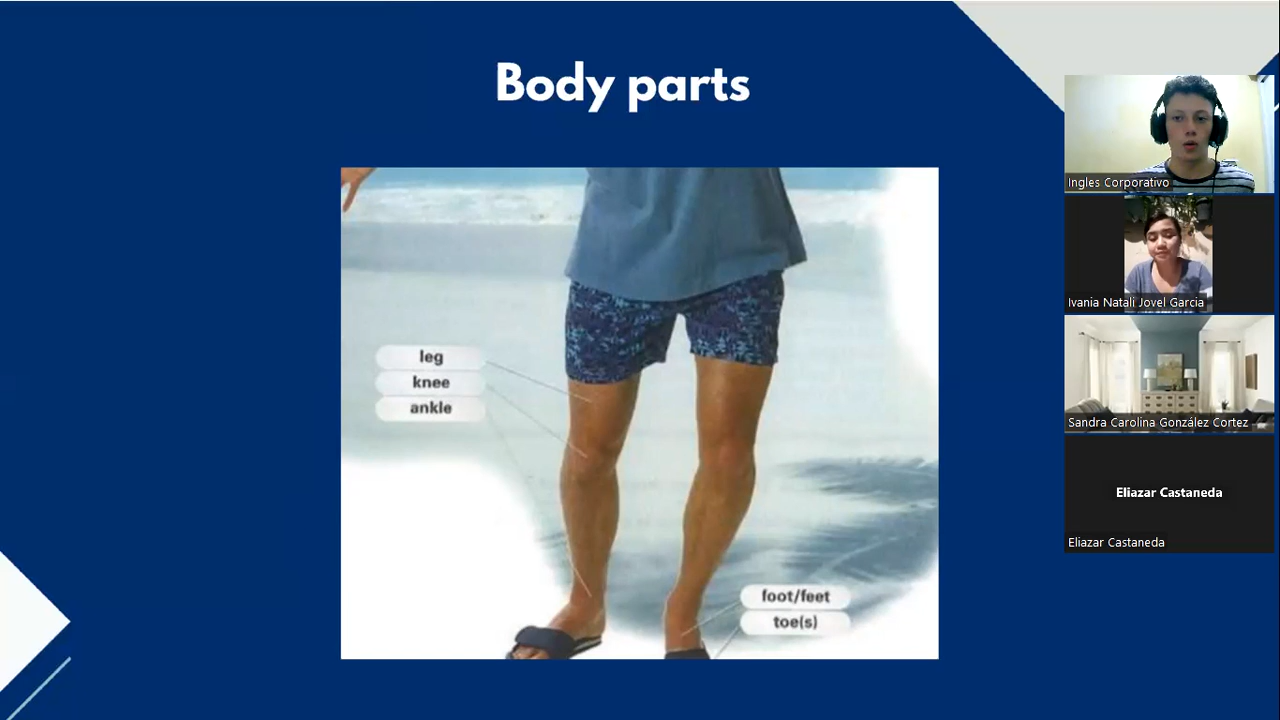 Body parts
leg
knee
ankle
foot/feet
toe(s)
Ingles Corporativo
Ivania Natali Jovel Garcia
Sandra Carolina González Cortez
Eliazar Castaneda
Eliazar Castaneda